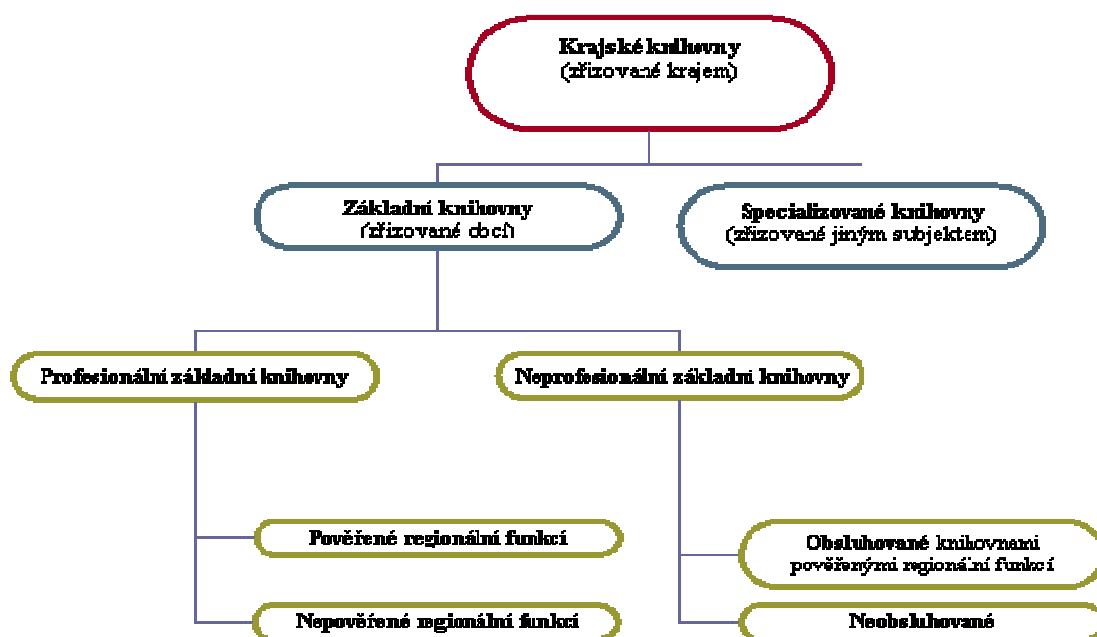 Krajské knihovny
(zřizované krajem)
Základní knihovny
(zřizované obcí)
Specializované knihovny
(zřizované jiným subjektem)
Profesionální základní knihovny
Neprofesionální základní knihovny
Pověřené regionální funkcí
Obsluhované knihovnami
pověřenými regionální funkcí
Nepověřené regionální funkcí
Neobsluhované